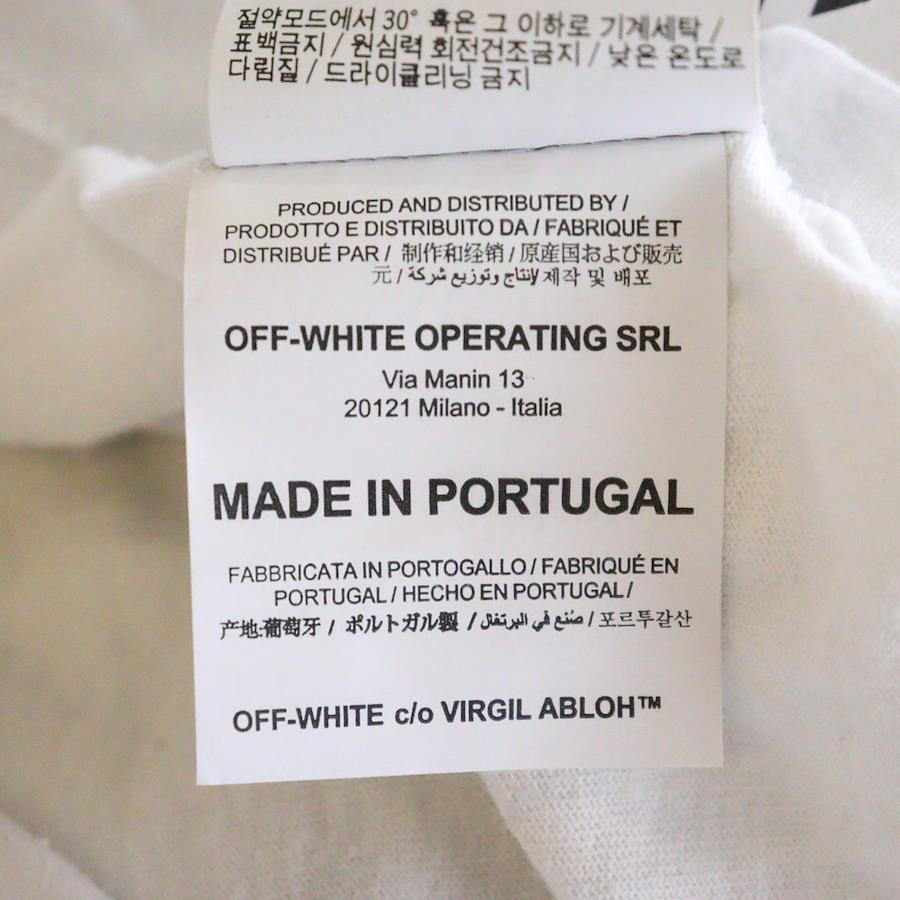 절약모드에서 30° 혹은 그 이하로 기계세탁 /
표백금지 / 원심력 회전건조금지 / 낮은 온도로
다림질 / 드라이클리닝 금지
PRODUCED AND DISTRIBUTED BY /
PRODOTTO E DISTRIBUITO DA / FABRIQUÉ ET
DISTRIBUÉ PAR / 制作和经销 / 原産国および販売
元 / إنتاج وتوزيع شركة / 제작 및 배포
OFF-WHITE OPERATING SRL
Via Manin 13
20121 Milano - Italia
MADE IN PORTUGAL
FABBRICATA IN PORTOGALLO / FABRIQUÉ EN
PORTUGAL / HECHO EN PORTUGAL /
产地:葡萄牙 / ポルトガル製 / صُنع في البرتغال / 포르투갈산
OFF-WHITE c/o VIRGIL ABLOH™